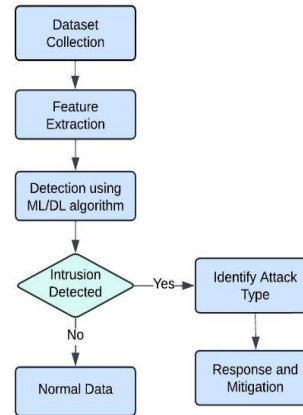 Dataset
Collection
Feature
Extraction
Detection using
ML/DL algorithm
Intrusion
Detected
Yes
Identify Attack
Type
No
Normal Data
Response and
Mitigation